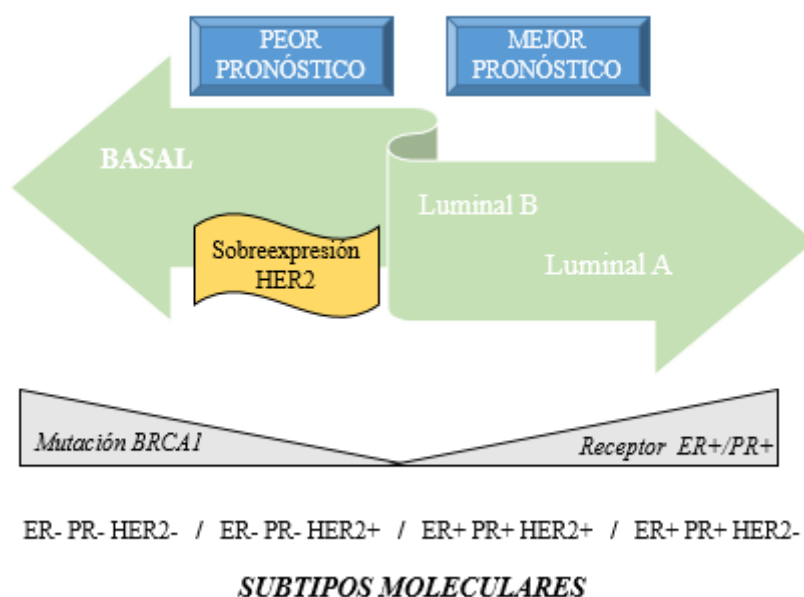 PEOR
PRONÓSTICO
MEJOR
PRONÓSTICO
BASAL
Luminal B
Sobreexpresión
HER2
Luminal A
Mutación BRCA1
Receptor ER+/PR+
ER- PR- HER2- / ER- PR- HER2+ / ER+ PR+ HER2+ / ER+ PR+ HER2-
SUBTIPOS MOLECULARES